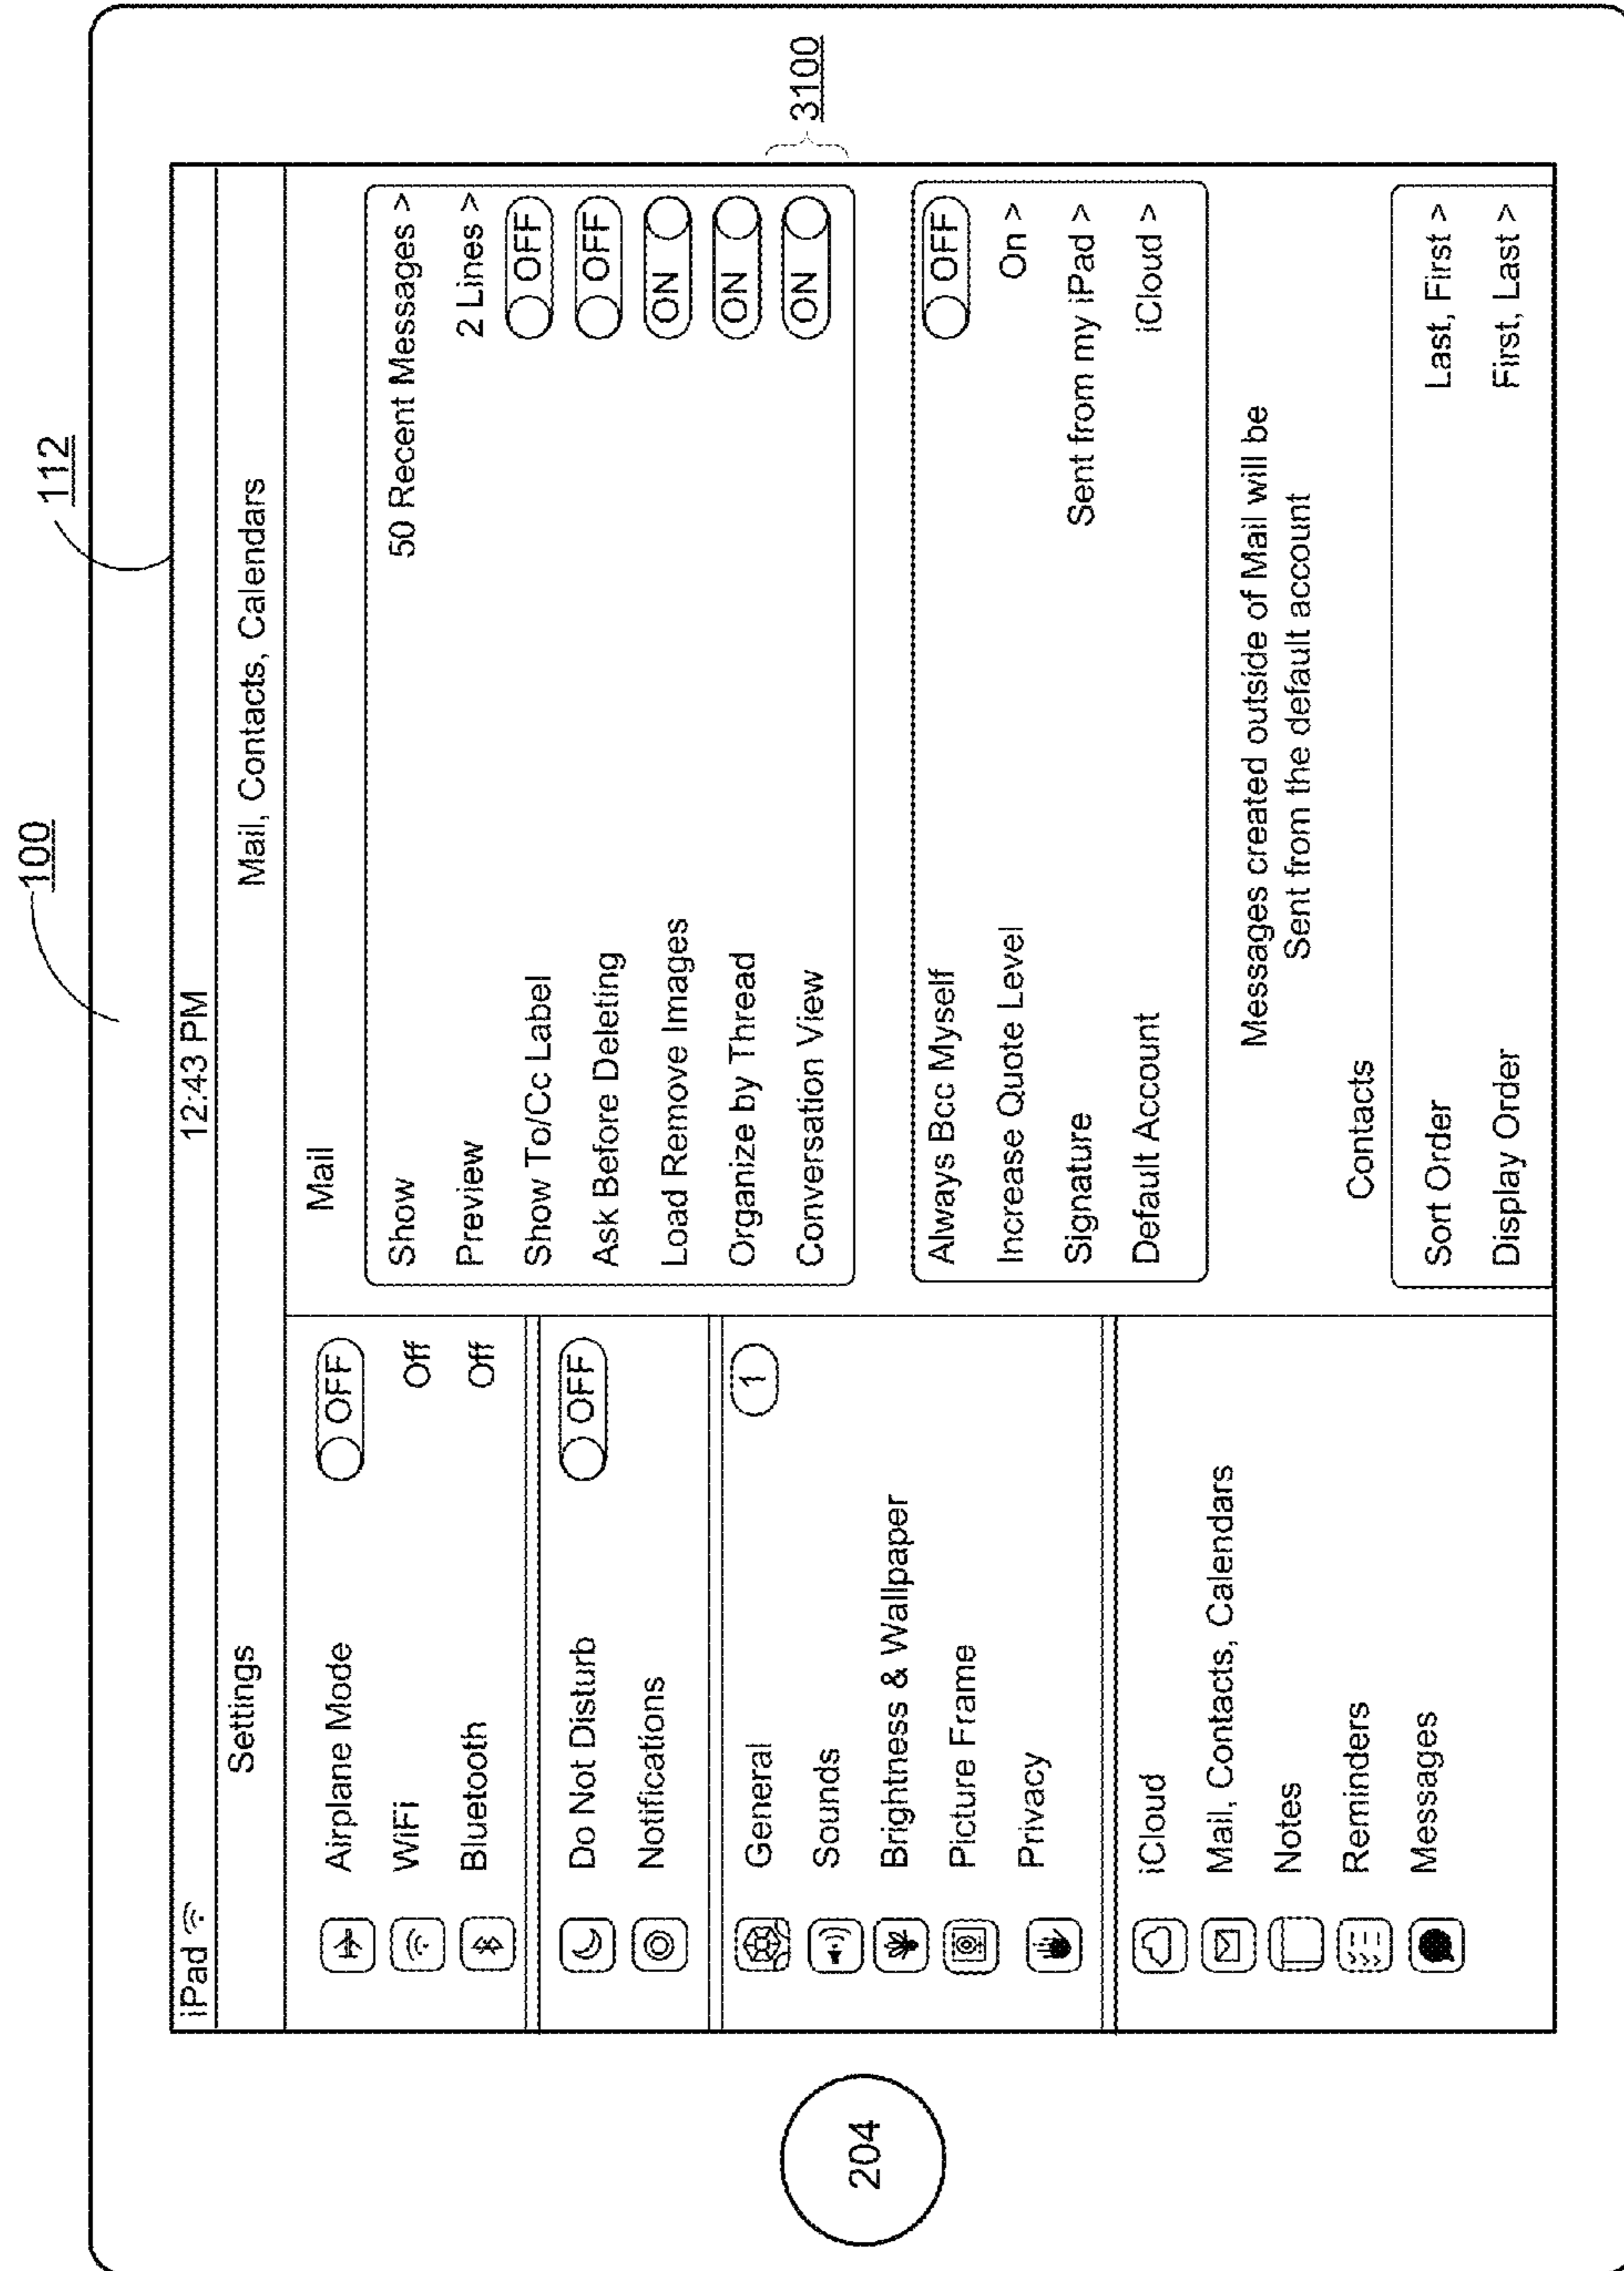 100
112
iPad 12:43 PM
Settings
Mail, Contacts, Calendars
Airplane Mode OFF
WiFi Off
Bluetooth Off
Do Not Disturb OFF
Notifications
General 1
Sounds
Brightness & Wallpaper
Picture Frame
Privacy
iCloud
Mail, Contacts, Calendars
Notes
Reminders
Messages
Mail
Show 50 Recent Messages >
Preview 2 Lines >
Show To/Cc Label OFF
Ask Before Deleting OFF
Load Remove Images ON
Organize by Thread ON
Conversation View ON
3100
Always Bcc Myself OFF
Increase Quote Level On >
Signature Sent from my iPad >
Default Account iCloud >
Messages created outside of Mail will be
Sent from the default account
Contacts
Sort Order Last, First >
Display Order First, Last >
204